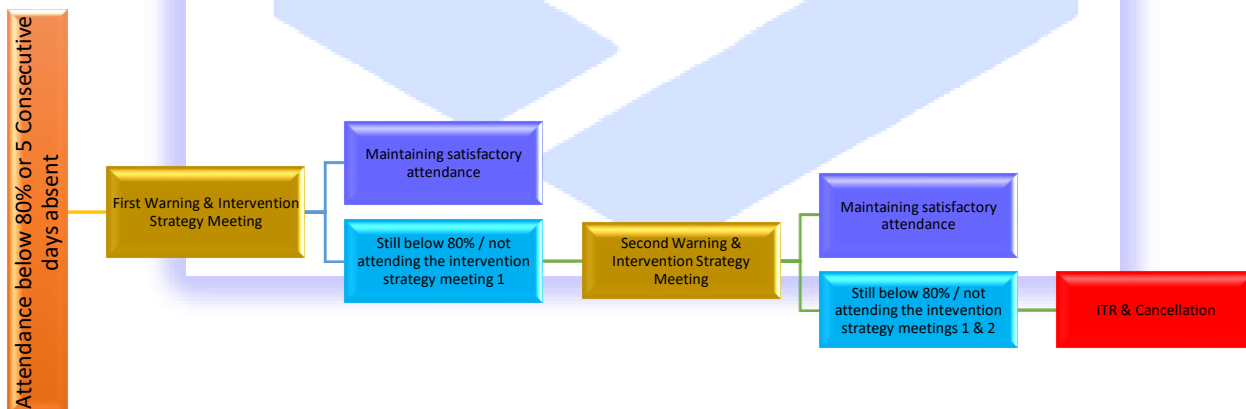 Attendance below 80% or 5 Consecutive
days absent
First Warning & Intervention
Strategy Meeting
Maintaining satisfactory
attendance
Still below 80% / not
attending the intervention
strategy meeting 1
Second Warning &
Intervention Strategy
Meeting
Maintaining satisfactory
attendance
Still below 80% / not
attending the intevention
strategy meetings 1 & 2
ITR & Cancellation